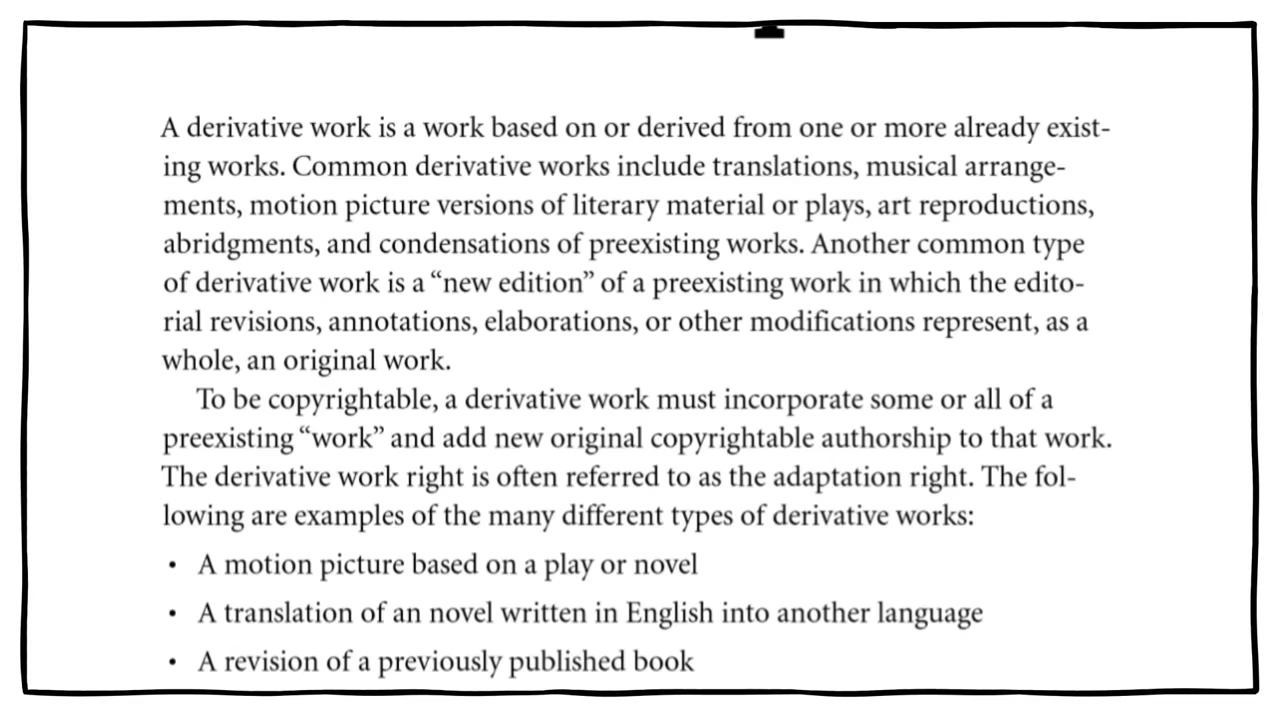 A derivative work is a work based on or derived from one or more already exist-
ing works. Common derivative works include translations, musical arrange-
ments, motion picture versions of literary material or plays, art reproductions,
abridgments, and condensations of preexisting works. Another common type
of derivative work is a “new edition” of a preexisting work in which the edito-
rial revisions, annotations, elaborations, or other modifications represent, as a
whole, an original work.
To be copyrightable, a derivative work must incorporate some or all of a
preexisting “work” and add new original copyrightable authorship to that work.
The derivative work right is often referred to as the adaptation right. The fol-
lowing are examples of the many different types of derivative works:
• A motion picture based on a play or novel
• A translation of an novel written in English into another language
• A revision of a previously published book